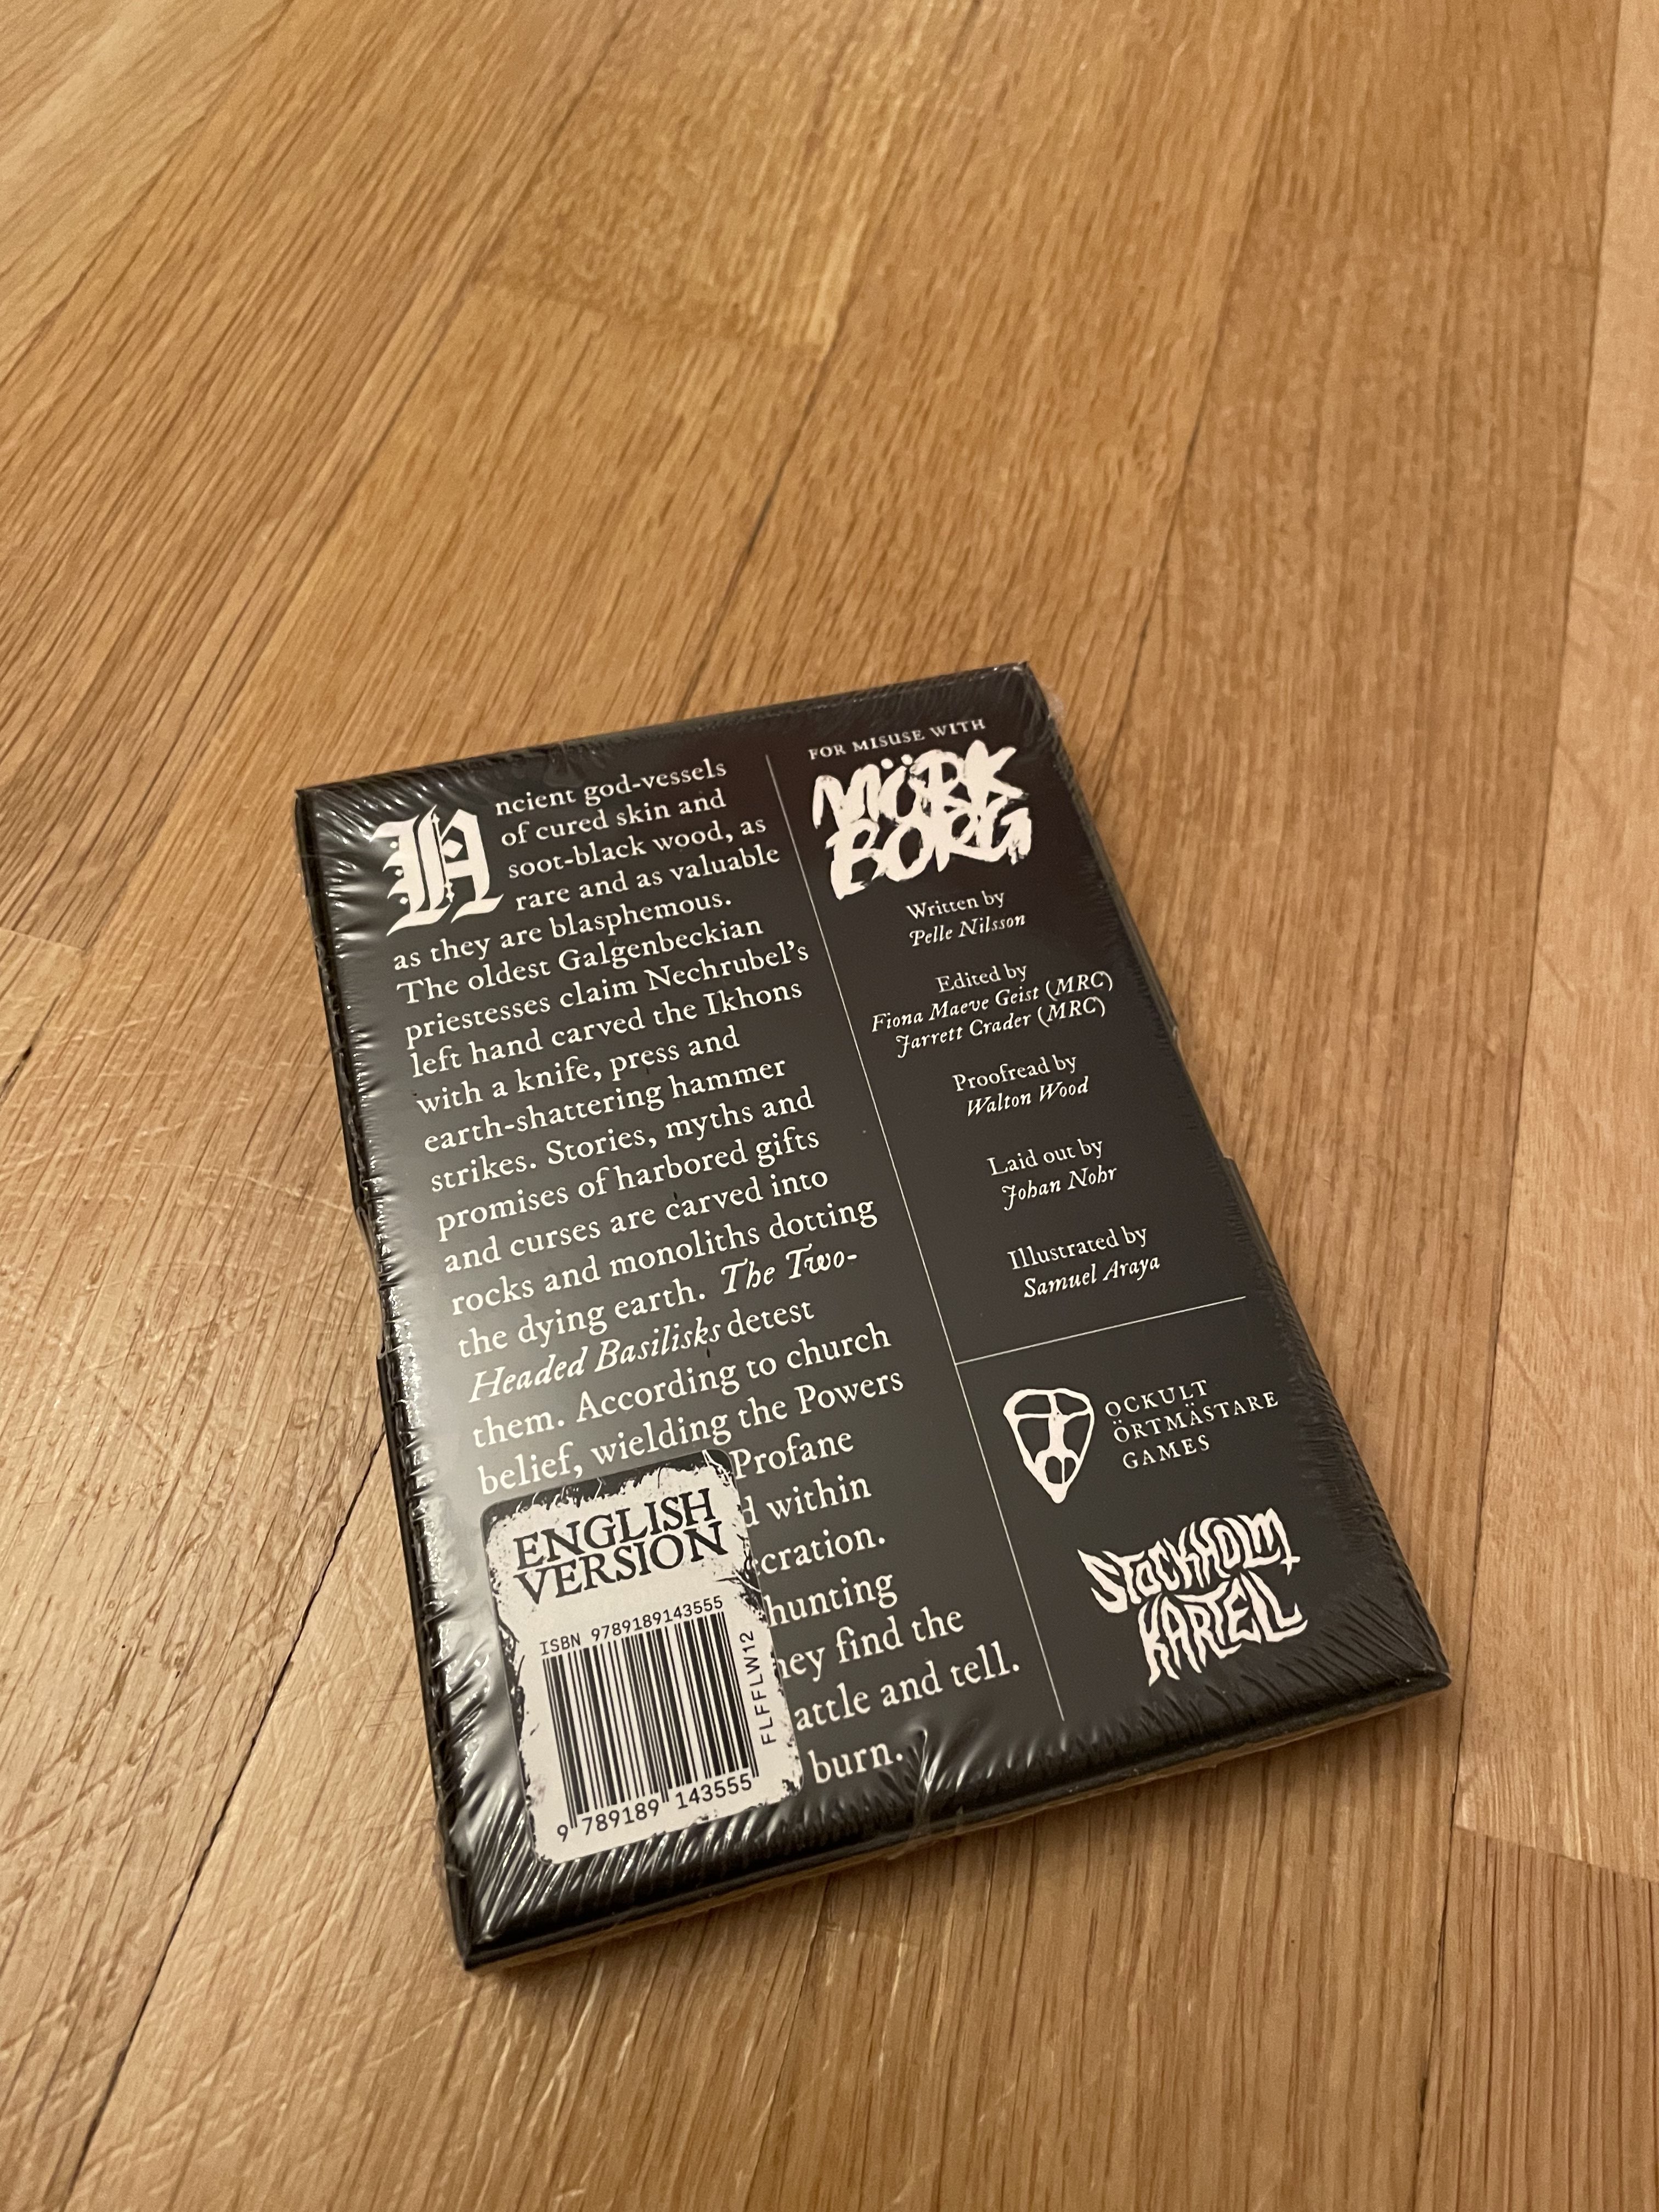 Ancient god-vessels
of cured skin and
soot-black wood, as
rare and as valuable
as they are blasphemous.
The oldest Galgenbeckian
priestesses claim Nechrubel's
left hand carved the Ikhons
with a knife, press and
earth-shattering hammer
strikes. Stories, myths and
promises of harbored gifts
and curses are carved into
rocks and monoliths dotting
the dying earth. The Two-
Headed Basilisks detest
them. According to church
belief, wielding the Powers
Profane
within
hunting
find the
and tell.
burn.
ENGLISH
VERSION
ISBN 9789189143555
FLFFLW12
9 789189 143555
FOR MISUSE WITH
MÖRK
BORG
Written by
Pelle Nilsson
Edited by
Fiona Maeve Geist (MRC)
Jarrett Crader (MRC)
Proofread by
Walton Wood
Laid out by
Johan Nohr
Illustrated by
Samuel Araya
OCKULT
ÖRTMÄSTARE
GAMES
STOCKHOLM
KARTELL